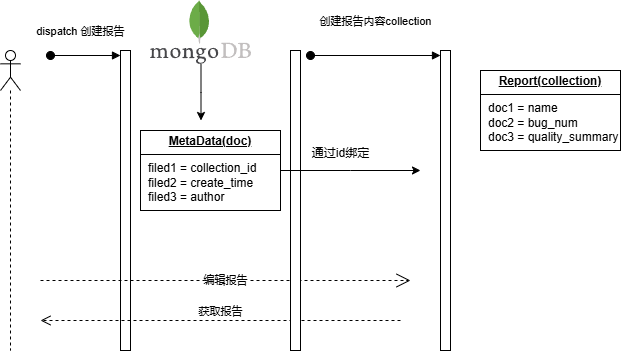 dispatch 创建报告
mongoDB
创建报告内容collection
MetaData(doc)
filed1 = collection_id
filed2 = create_time
filed3 = author
通过id绑定
Report(collection)
doc1 = name
doc2 = bug_num
doc3 = quality_summary
编辑报告
获取报告